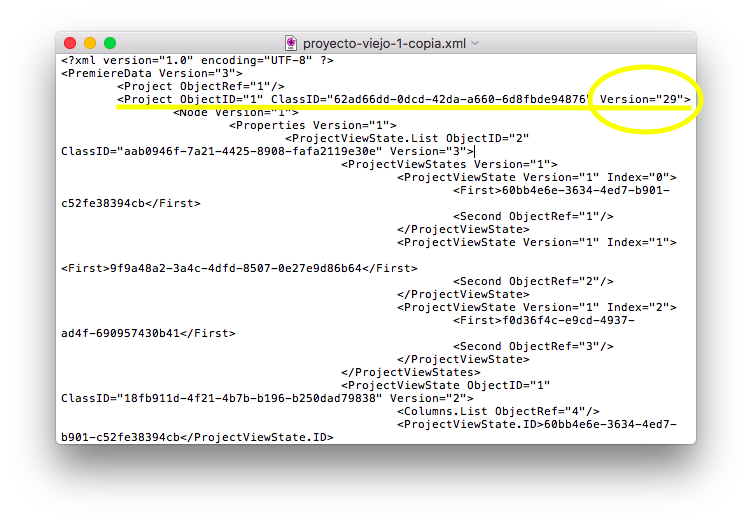 proyecto-viejo-1-copia.xml
<?xml version="1.0" encoding="UTF-8" ?>
<PremiereData Version="3">
<Project ObjectRef="1"/>
<Project ObjectID="1" ClassID="62ad66dd-0dcd-42da-a660-6d8fbde94876" Version="29">
<Node Version="1">
<Properties Version="1">
<ProjectViewState.List ObjectID="2"
ClassID="aab0946f-7a21-4425-8908-fafa2119e30e" Version="3">
<ProjectViewStates Version="1">
<ProjectViewState Version="1" Index="0">
<First>60bb4e6e-3634-4ed7-b901-
c52fe38394cb</First>
<Second ObjectRef="1"/>
</ProjectViewState>
<ProjectViewState Version="1" Index="1">
<First>9f9a48a2-3a4c-4dfd-8507-0e27e9d86b64</First>
<Second ObjectRef="2"/>
</ProjectViewState>
<ProjectViewState Version="1" Index="2">
<First>f0d36f4c-e9cd-4937-
ad4f-690957430b41</First>
<Second ObjectRef="3"/>
</ProjectViewState>
</ProjectViewStates>
<ProjectViewState ObjectID="1"
ClassID="18fb911d-4f21-4b7b-b196-b250dad79838" Version="2">
<Columns.List ObjectRef="4"/>
<ProjectViewState.ID>60bb4e6e-3634-4ed7-
b901-c52fe38394cb</ProjectViewState.ID>